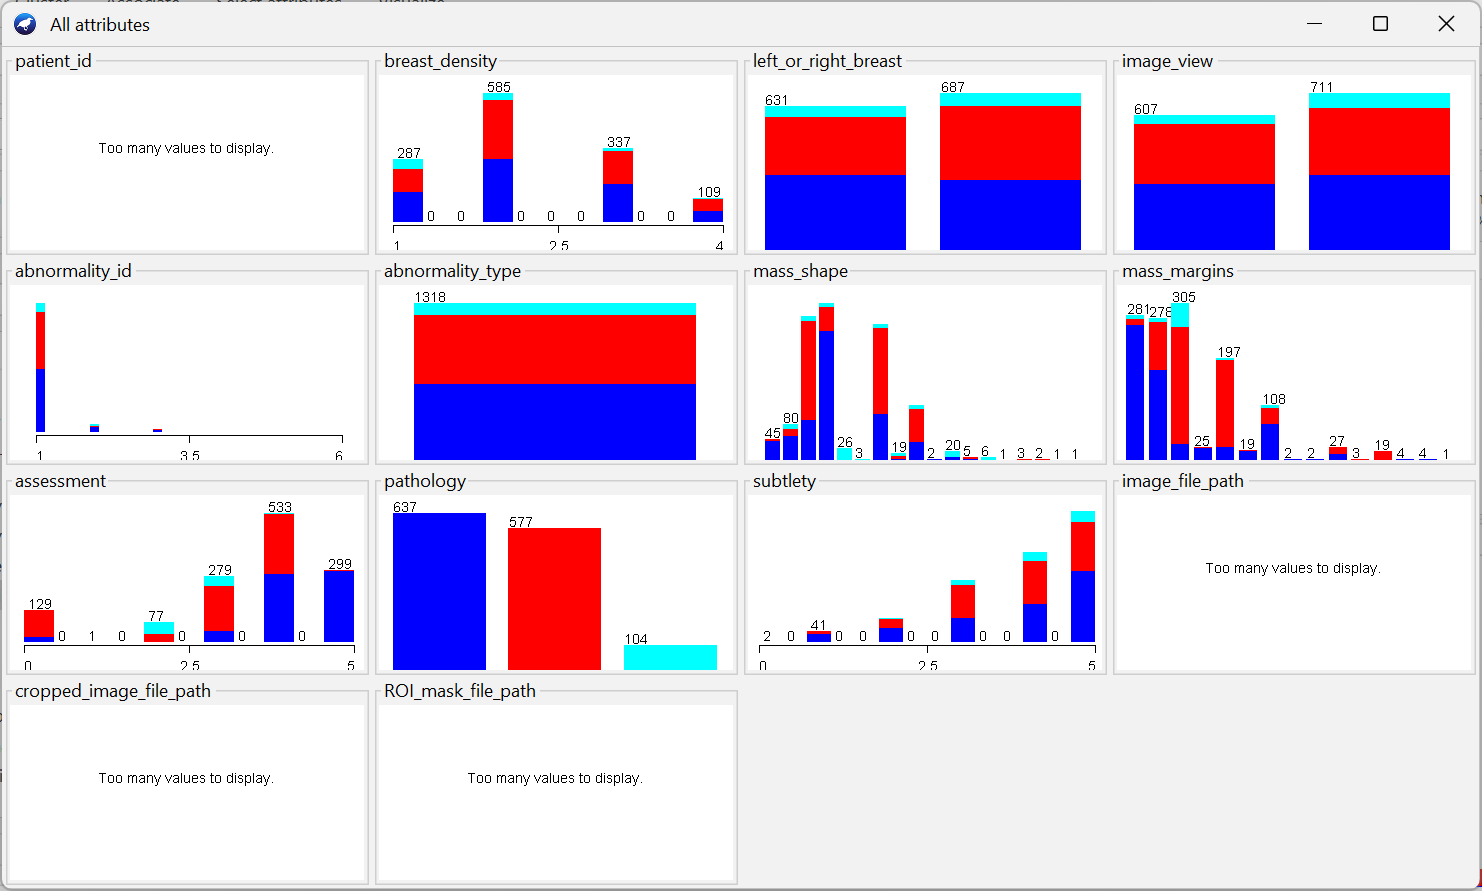 All attributes
patient_id
Too many values to display.
breast_density
287 0 0 585 0 0 0 337 0 0 109
1 2.5 4
left_or_right_breast
631 687
image_view
607 711
abnormality_id
1 3.5 6
abnormality_type
1318
mass_shape
45 80 26 3 19 2 20 5 6 1 3 2 1 1
mass_margins
281 278 305 25 197 19 108 2 2 27 3 19 4 4 1
assessment
129 0 1 0 77 0 279 0 533 0 299
0 2.5 5
pathology
637 577 104
subtlety
2 0 41 0 0 0 0 0 0 0
0 2.5 5
image_file_path
Too many values to display.
cropped_image_file_path
Too many values to display.
ROI_mask_file_path
Too many values to display.